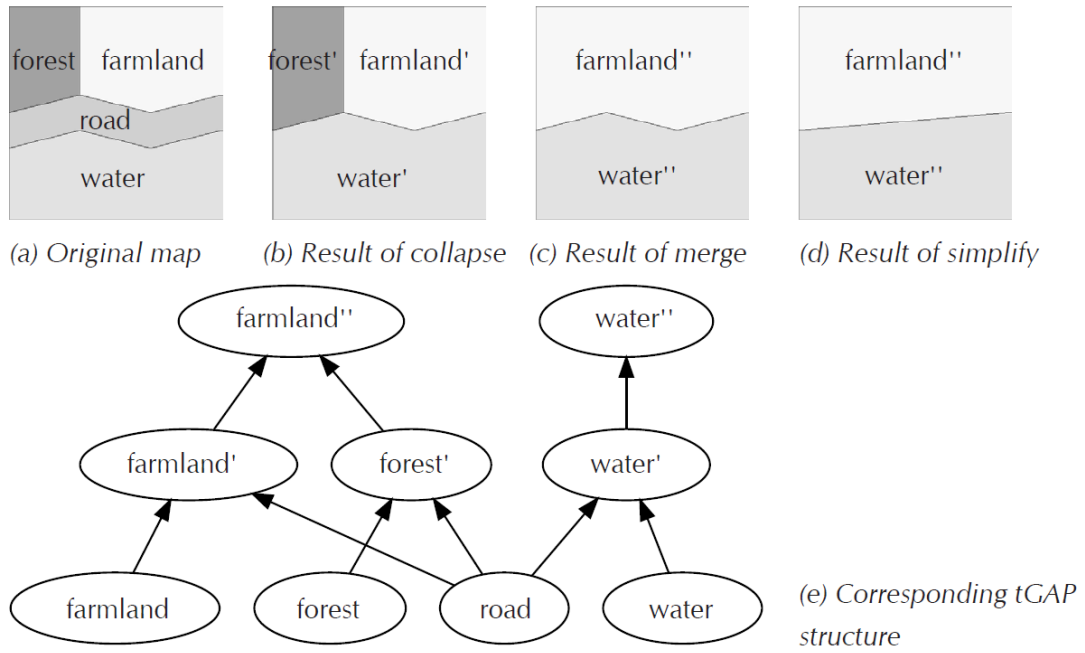 forest farmland
road
water
forest' farmland'
water'
farmland''
water''
farmland''
water''
(a) Original map
(b) Result of collapse
(c) Result of merge
(d) Result of simplify
farmland'' water''
farmland' forest' water'
farmland forest road water
(e) Corresponding tGAP
structure